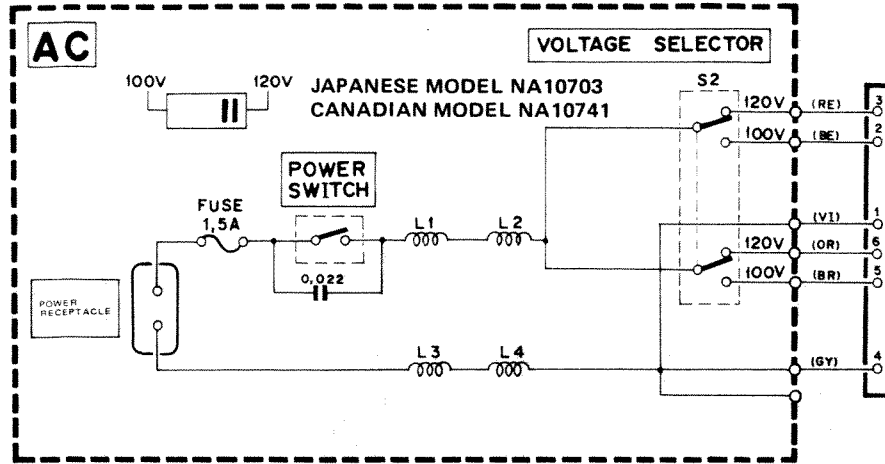 AC
VOLTAGE SELECTOR
100V 120V
JAPANESE MODEL NA10703
CANADIAN MODEL NA10741
S2
120V (RE) 3
100V (BE) 2
POWER
SWITCH
FUSE
1,5A
L1 L2
(VI) 1
120V (OR) 6
100V (BR) 5
0,022
POWER
RECEPTACLE
L3 L4
(GY) 4